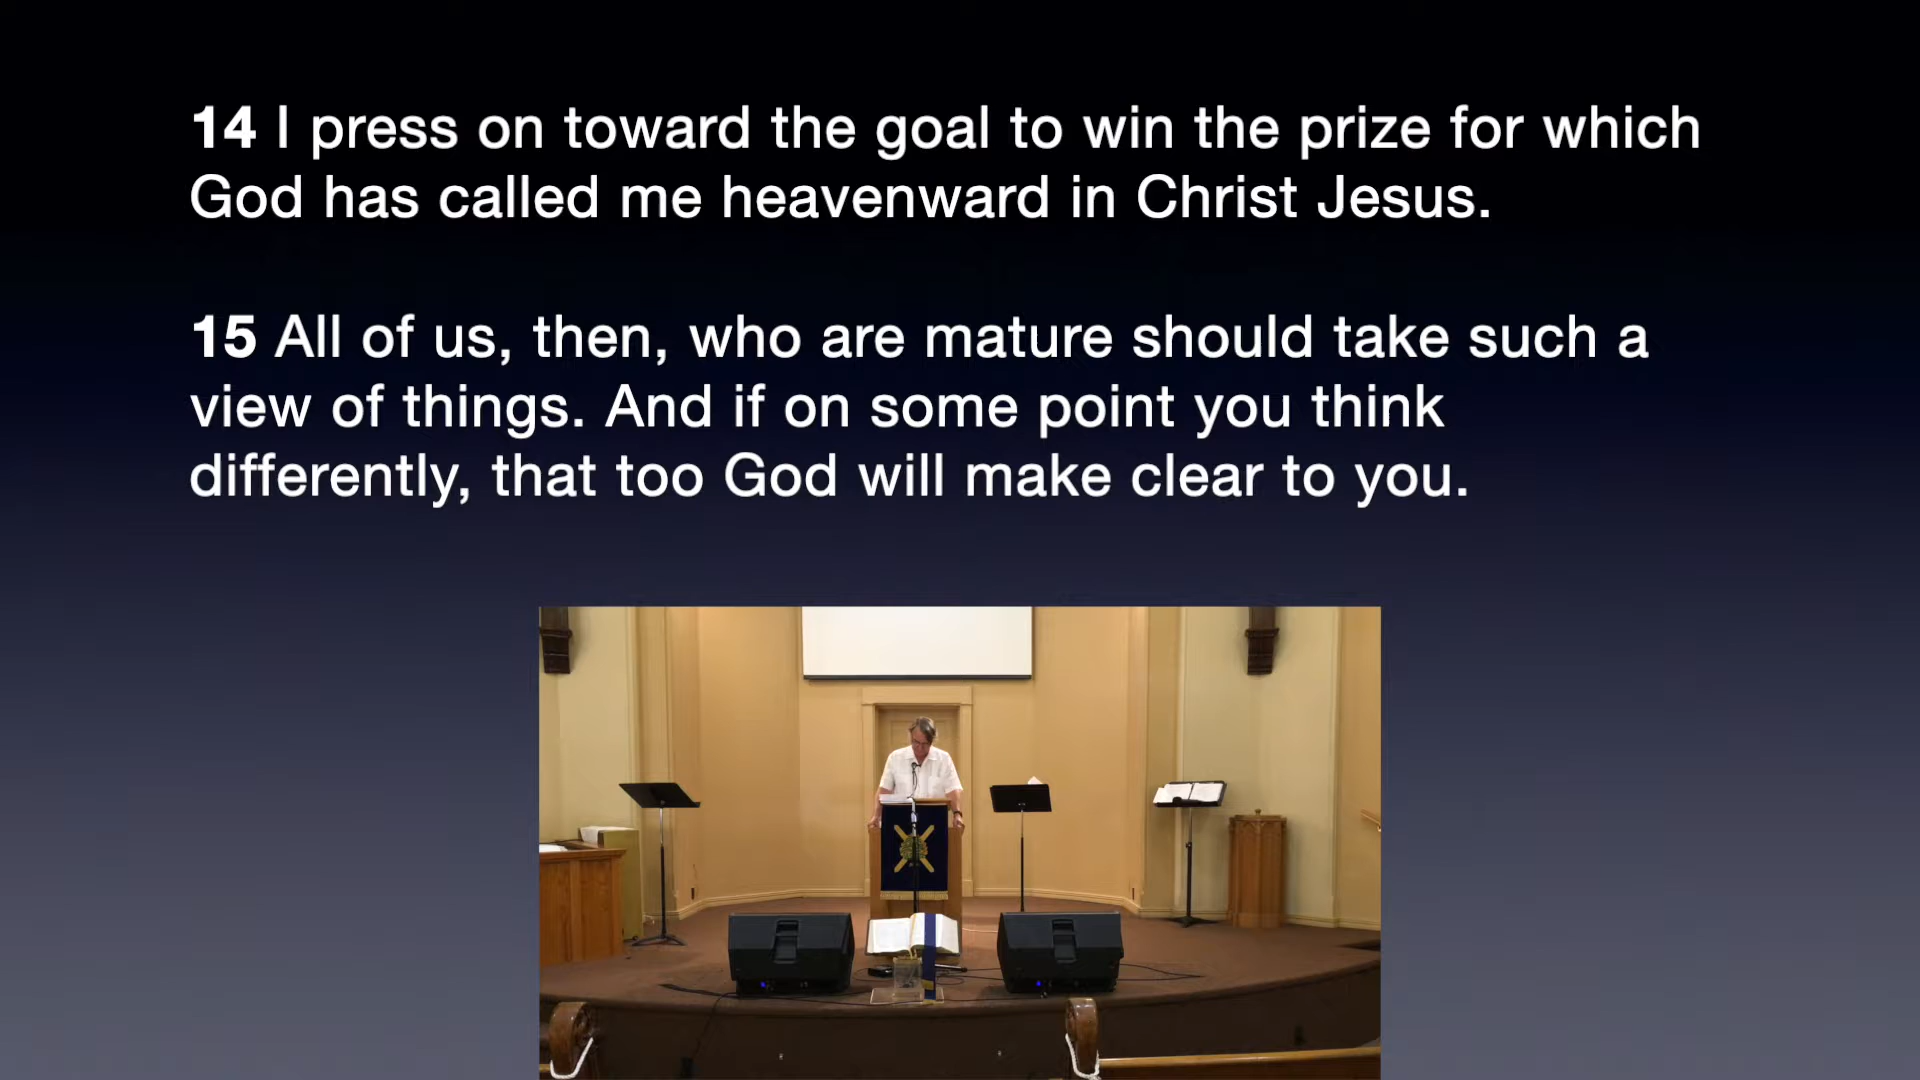 14 I press on toward the goal to win the prize for which
God has called me heavenward in Christ Jesus.
15 All of us, then, who are mature should take such a
view of things. And if on some point you think
differently, that too God will make clear to you.